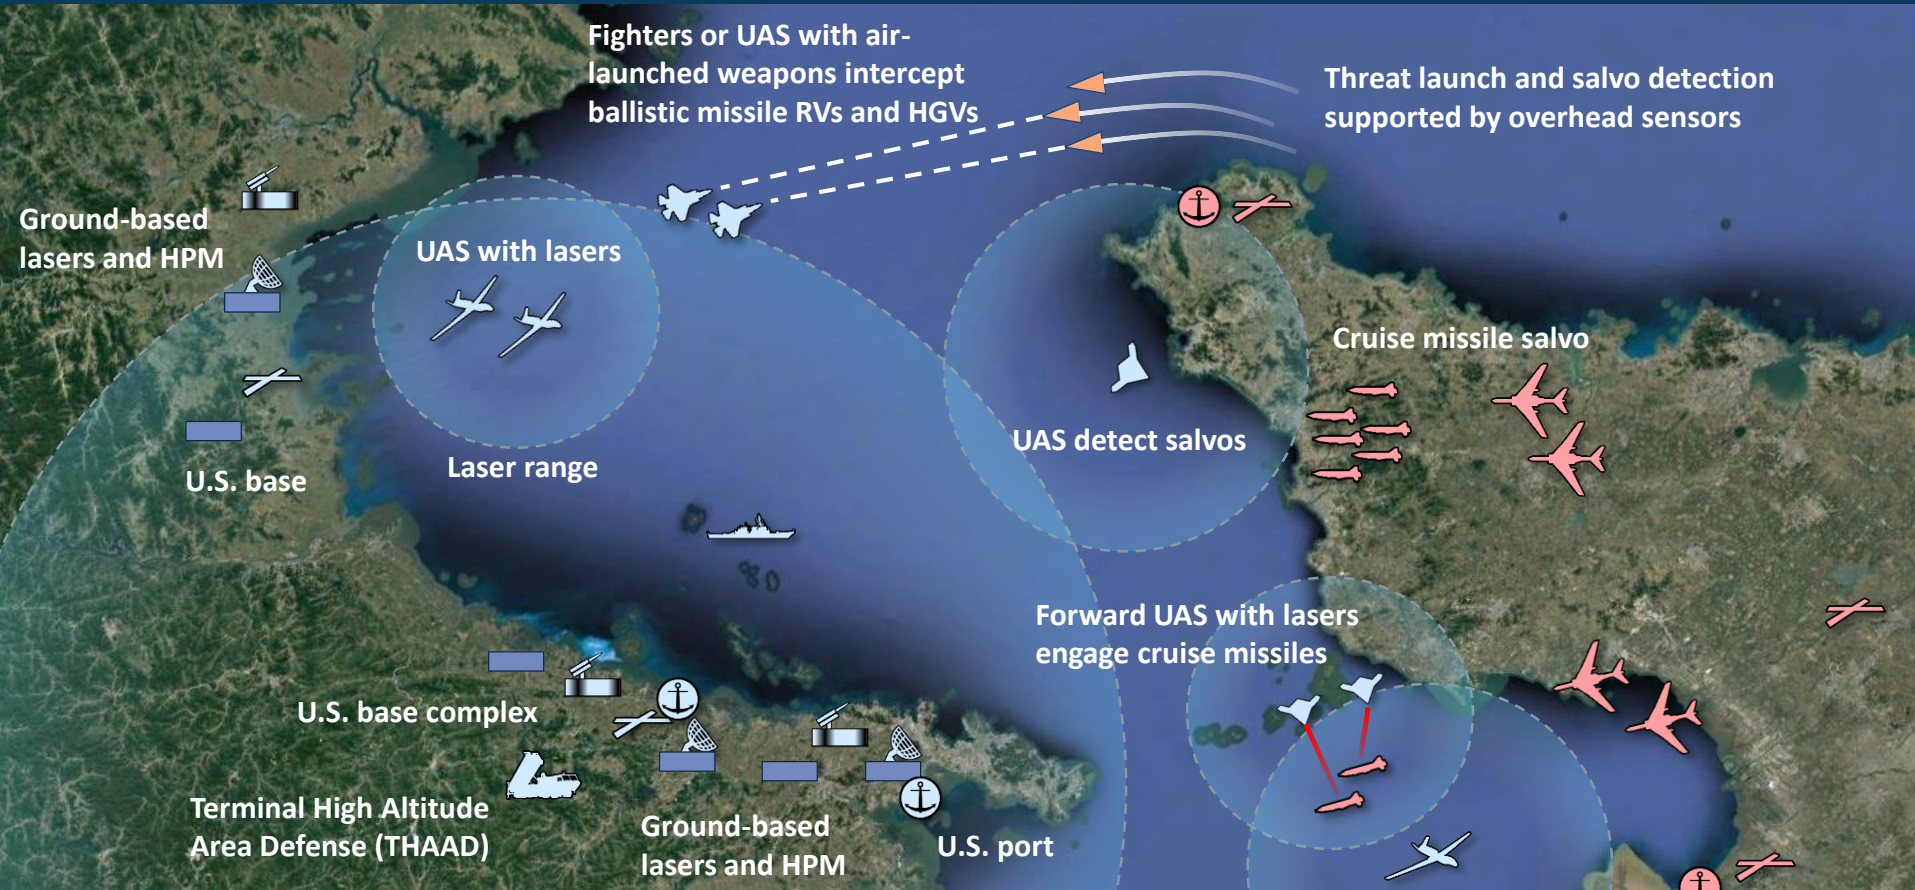 Fighters or UAS with air-
launched weapons intercept
ballistic missile RVs and HGVs
Threat launch and salvo detection
supported by overhead sensors
Ground-based
lasers and HPM
UAS with lasers
Cruise missile salvo
UAS detect salvos
Laser range
U.S. base
Forward UAS with lasers
engage cruise missiles
U.S. base complex
Terminal High Altitude
Area Defense (THAAD)
Ground-based
lasers and HPM
U.S. port